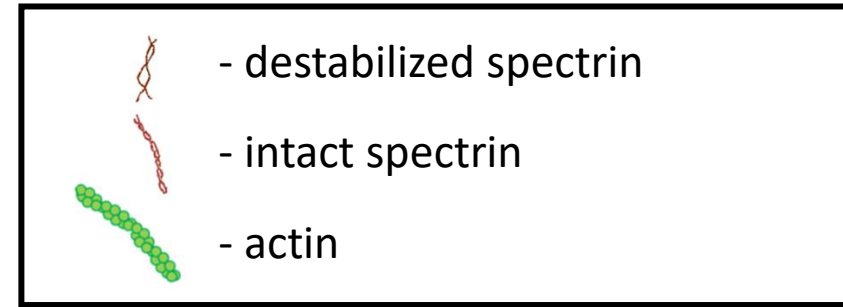 - destabilized spectrin
- intact spectrin
- actin